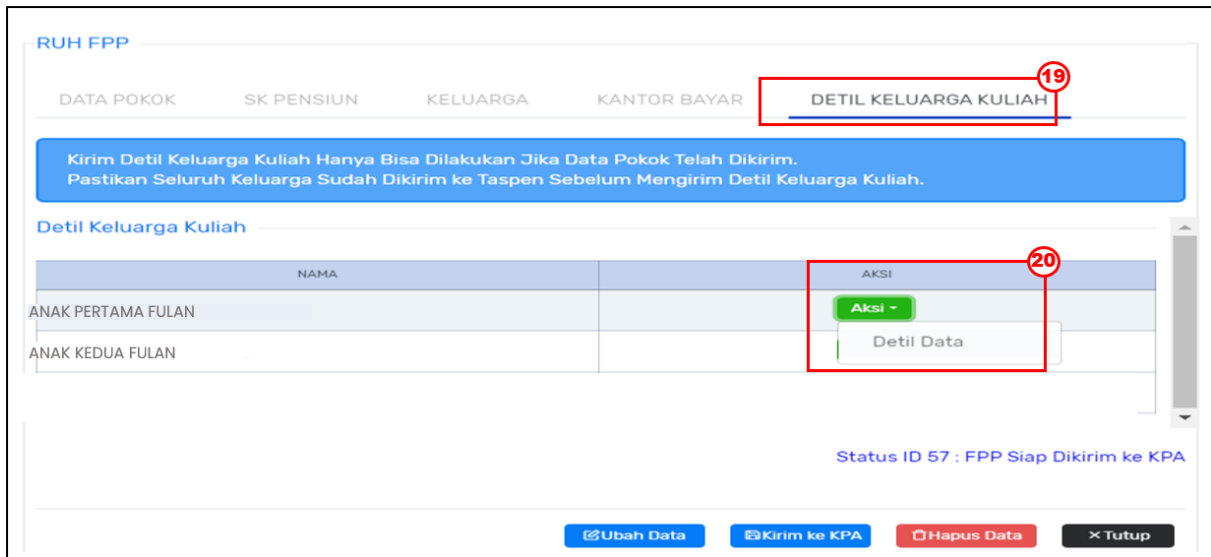 RUH FPP
19
DATA POKOK SK PENSIUN KELUARGA KANTOR BAYAR DETIL KELUARGA KULIAH
Kirim Detil Keluarga Kuliah Hanya Bisa Dilakukan Jika Data Pokok Telah Dikirim.
Pastikan Seluruh Keluarga Sudah Dikirim ke Taspen Sebelum Mengirim Detil Keluarga Kuliah.
Detil Keluarga Kuliah
20
NAMA AKSI
ANAK PERTAMA FULAN Aksi
Detil Data
ANAK KEDUA FULAN
Status ID 57 : FPP Siap Dikirim ke KPA
Ubah Data Kirim ke KPA Hapus Data × Tutup